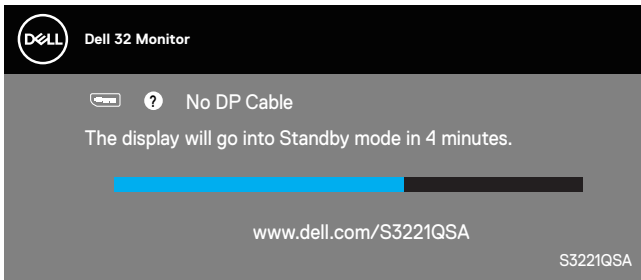 DELL
Dell 32 Monitor
? No DP Cable
The display will go into Standby mode in 4 minutes.
www.dell.com/S3221QSA
S3221QSA